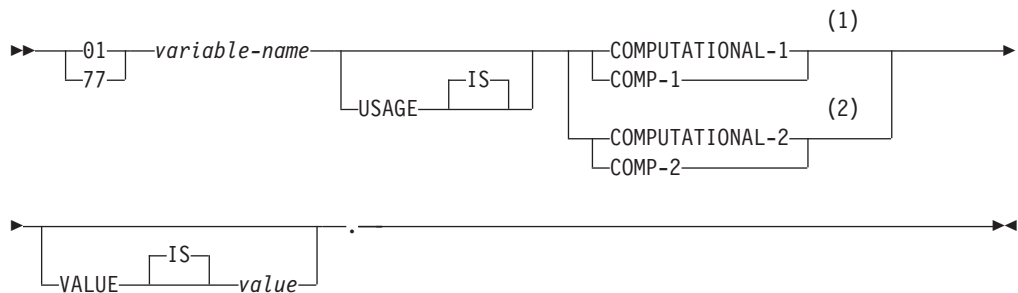 (1)
01 variable-name COMPUTATIONAL-1
77 IS COMP-1
USAGE (2)
COMPUTATIONAL-2
COMP-2
.
IS
VALUE value